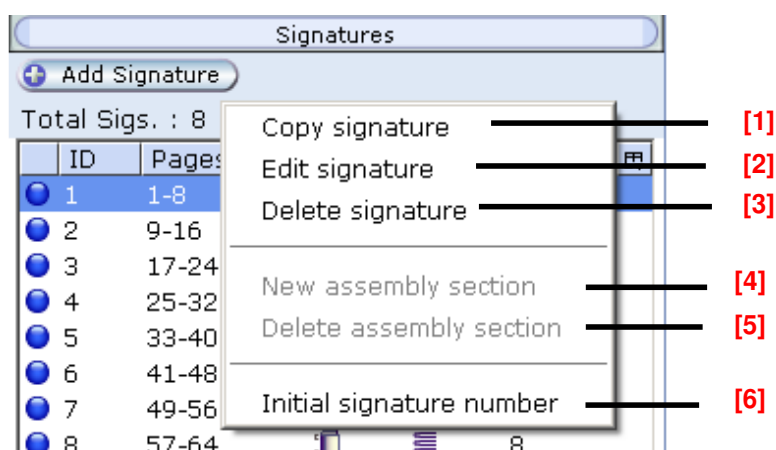 Signatures
Add Signature
Total Sigs. : 8
ID Pages
1 1-8
2 9-16
3 17-24
4 25-32
5 33-40
6 41-48
7 49-56
8 57-64 8
Copy signature [1]
Edit signature [2]
Delete signature [3]
New assembly section [4]
Delete assembly section [5]
Initial signature number [6]